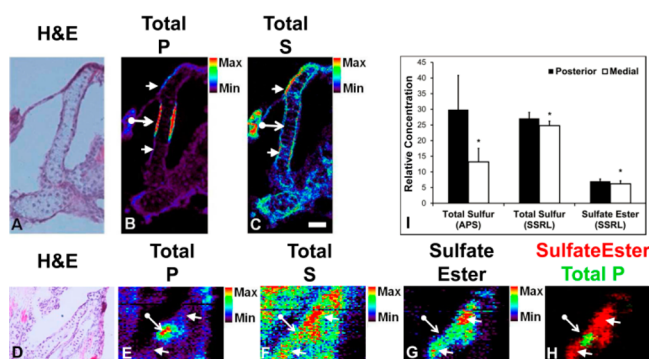 H&E
Total
P
Total
S
Max
Min
Max
Min
A
B
C
Relative Concentration
45
40
35
30
25
20
15
10
5
0
Posterior
Medial
*
*
*
Total Sulfur
(APS)
Total Sulfur
(SSRL)
Sulfate Ester
(SSRL)
I
H&E
Total
P
Total
S
Sulfate
Ester
SulfateEster
Total P
Max
Min
Max
Min
Max
Min
D
E
F
G
H